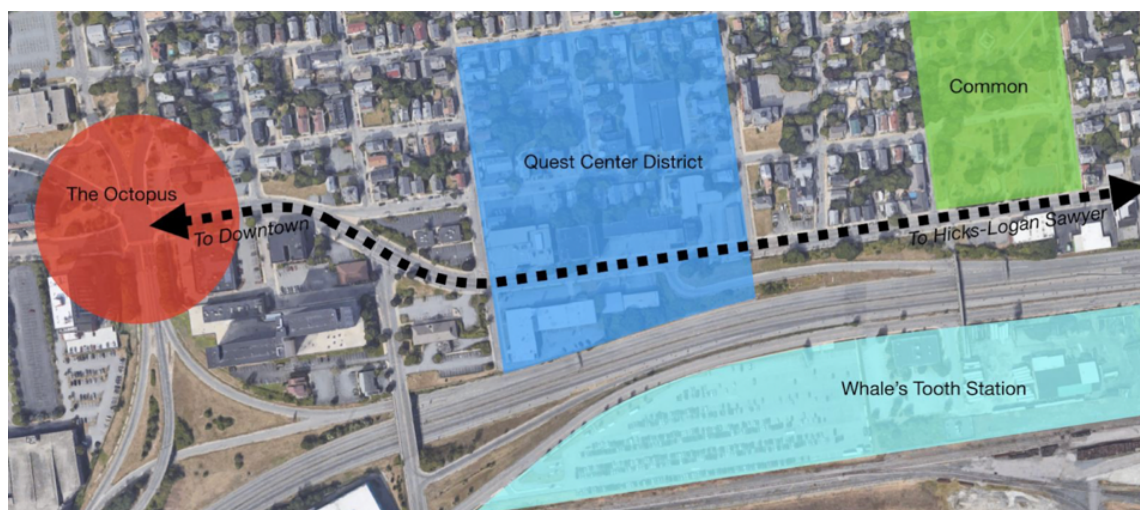 Common
Quest Center District
The Octopus
To Downtown
To Hicks-Logan Sawyer
Whale's Tooth Station